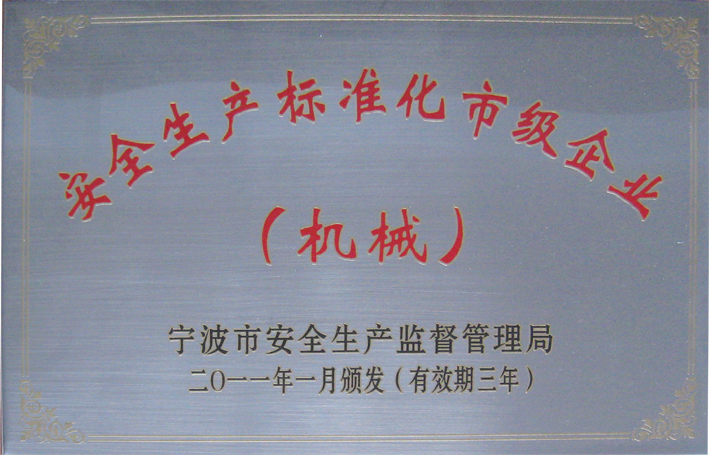 安全生产标准化市级企业
（机械）
宁波市安全生产监督管理局
二O一一年一月颁发（有效期三年）